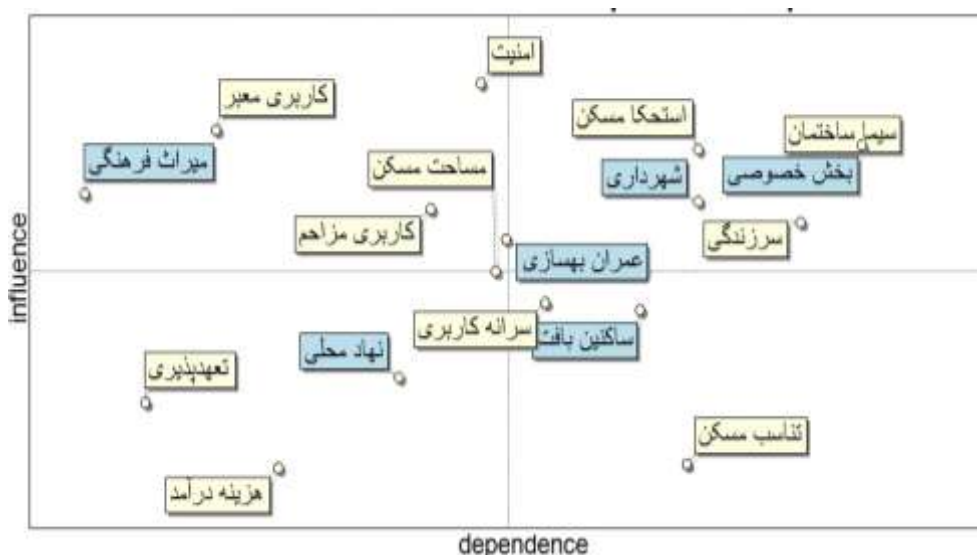 امنیت
کاربری معبر
استحکا مسکن
سیما ساختمان
میراث فرهنگی
مساحت مسکن
شهرداری
بخش خصوصی
کاربری مزاحم
سرزندگی
عمران بهسازی
influence
سرانه کاربری
ساکنین بافت
نهاد محلی
تعهدپذیری
تناسب مسکن
هزینه درآمد
dependence